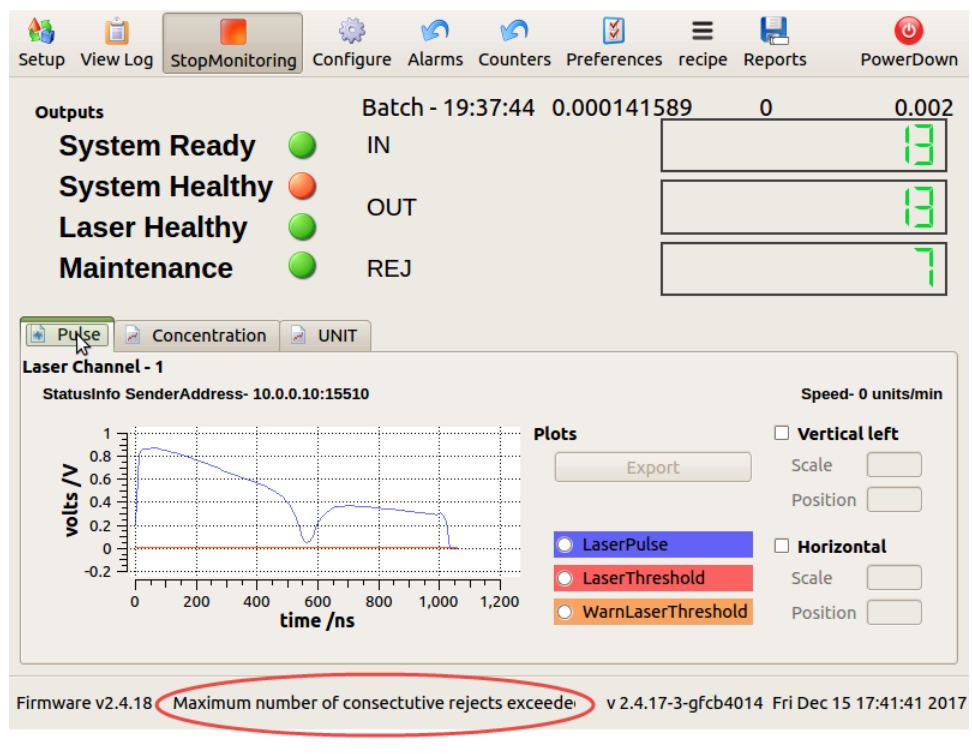 Setup View Log StopMonitoring Configure Alarms Counters Preferences recipe Reports PowerDown
Outputs Batch - 19:37:44 0.000141589 0 0.002
System Ready IN 13
System Healthy
OUT 13
Laser Healthy
Maintenance REJ 7
Pulse Concentration UNIT
Laser Channel - 1
StatusInfo SenderAddress- 10.0.0.10:15510 Speed- 0 units/min
Plots Vertical left
Export Scale
Position
LaserPulse Horizontal
LaserThreshold Scale
WarnLaserThreshold Position
volts /V
1
0.8
0.6
0.4
0.2
0
-0.2
0 200 400 600 800 1,000 1,200
time /ns
Firmware v2.4.18 Maximum number of consectutive rejects exceede v 2.4.17-3-gfcb4014 Fri Dec 15 17:41:41 2017